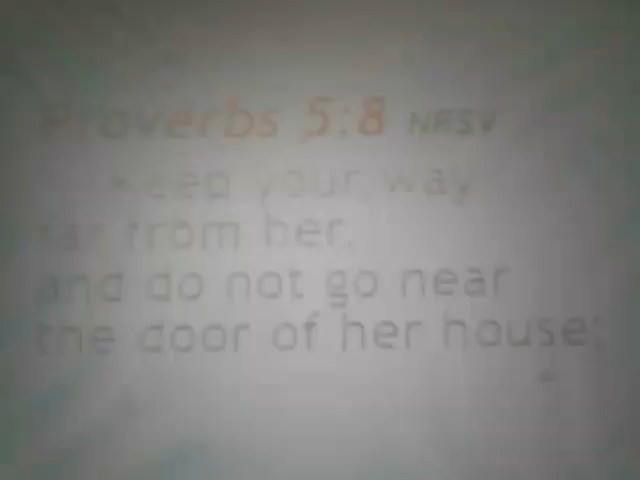 Proverbs 5:8 NRSV
Keep your way
far from her,
and do not go near
the door of her house;